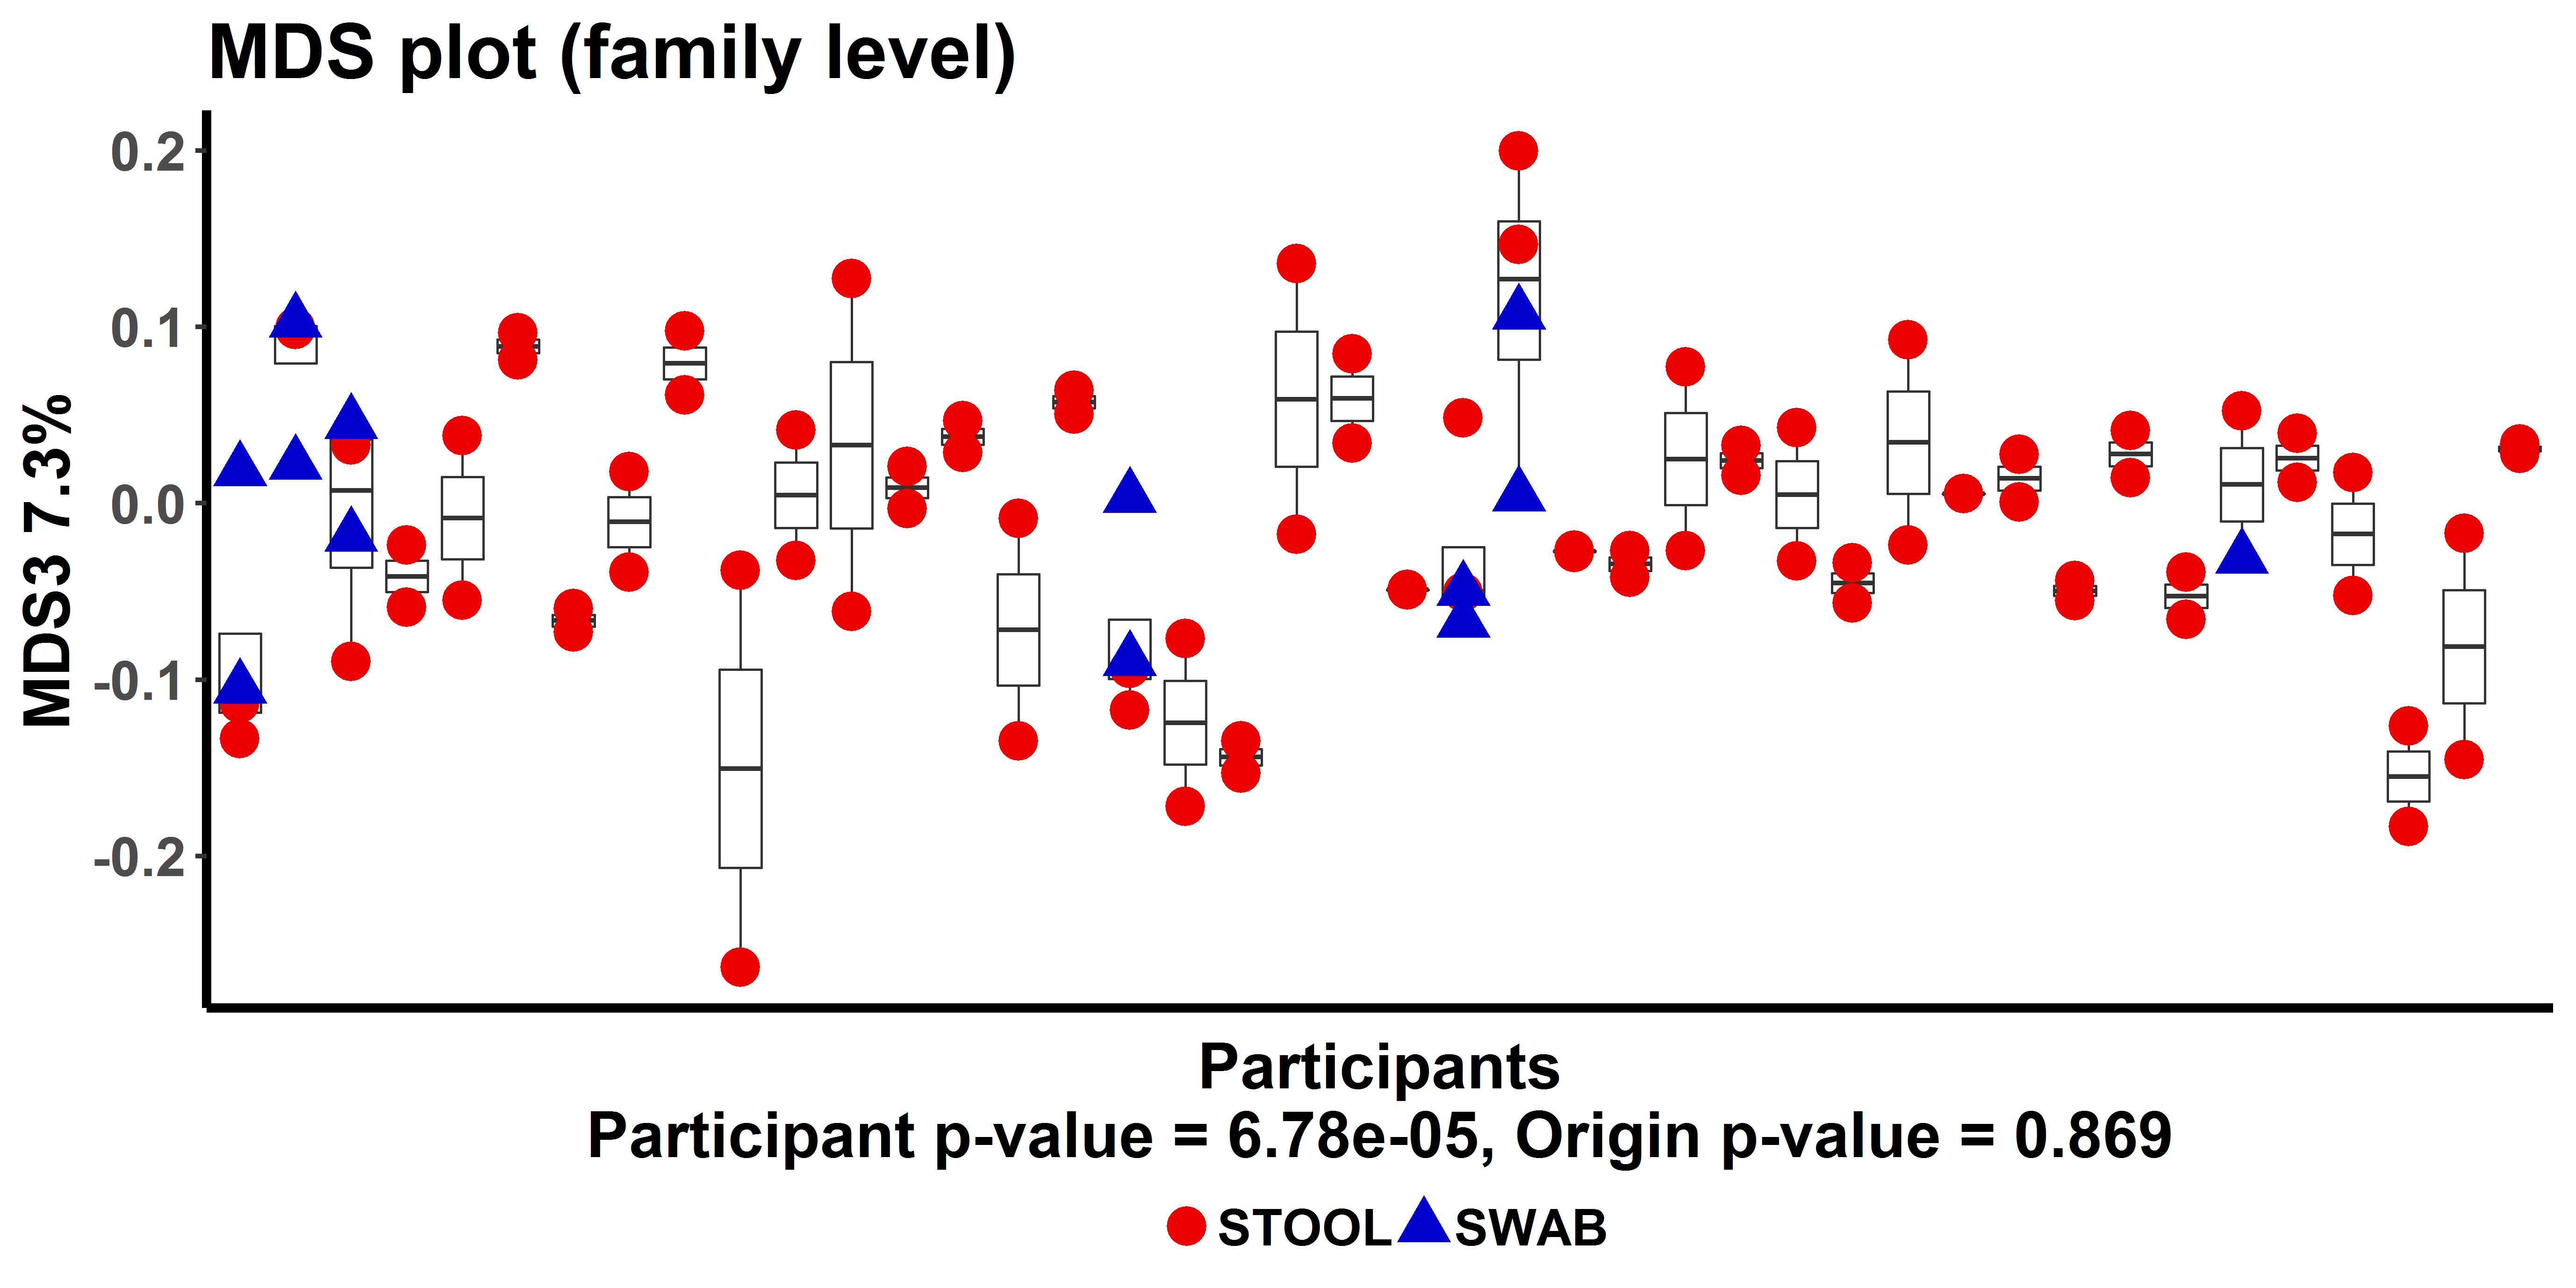 MDS plot (family level)
MDS3 7.3%
0.2
0.1
0.0
-0.1
-0.2
Participants
Participant p-value = 6.78e-05, Origin p-value = 0.869
STOOL SWAB